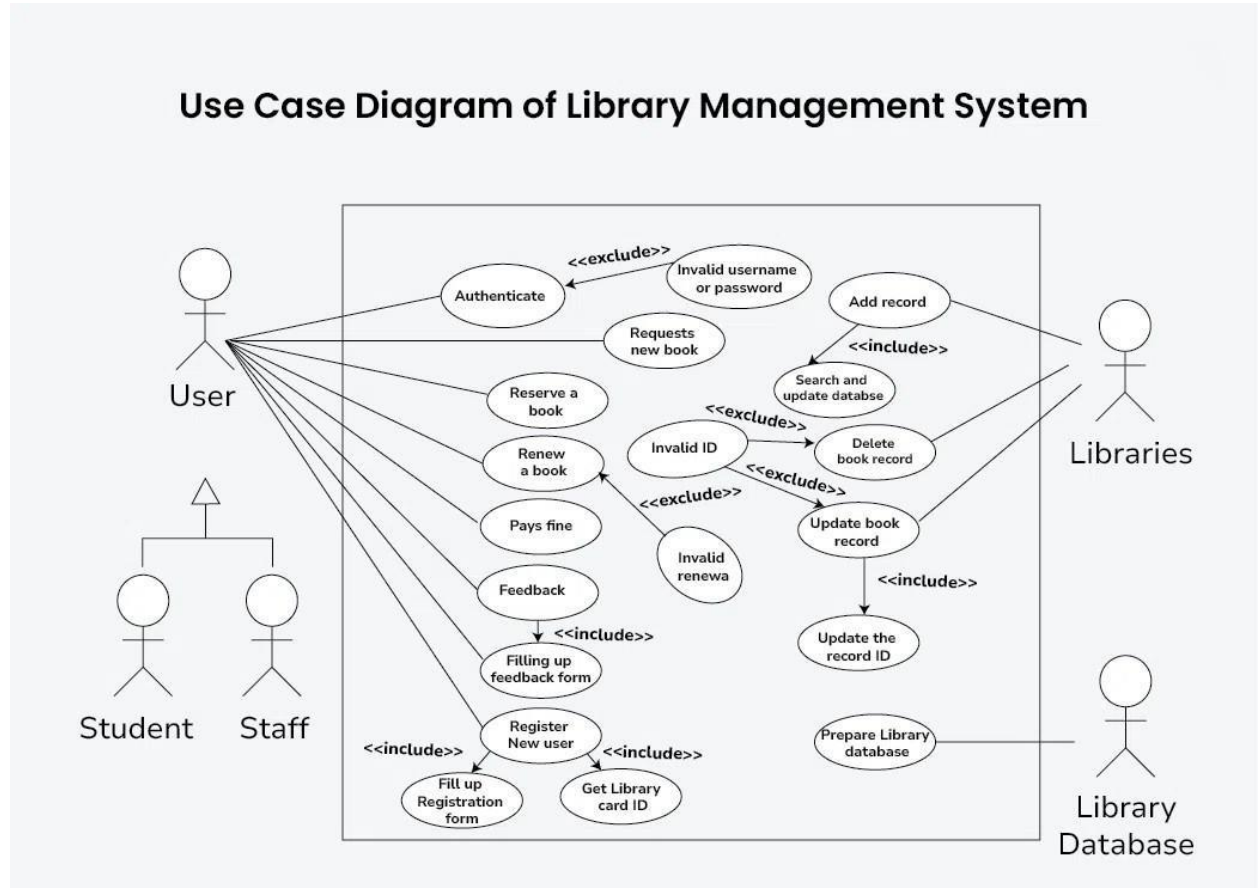 Use Case Diagram of Library Management System
<<exclude>>
Invalid username
or password
Authenticate
Add record
Requests
new book
<<include>>
User
Reserve a
book
Search and
update databse
<<exclude>>
Invalid ID
Delete
book record
Libraries
Renew
a book
<<exclude>>
<<exclude>>
Pays fine
Update book
record
Invalid
renewa
<<include>>
Feedback
<<include>>
Update the
record ID
Filling up
feedback form
Student
Staff
Register
New user
<<include>>
<<include>>
Prepare Library
database
Fill up
Registration
form
Get Library
card ID
Library
Database